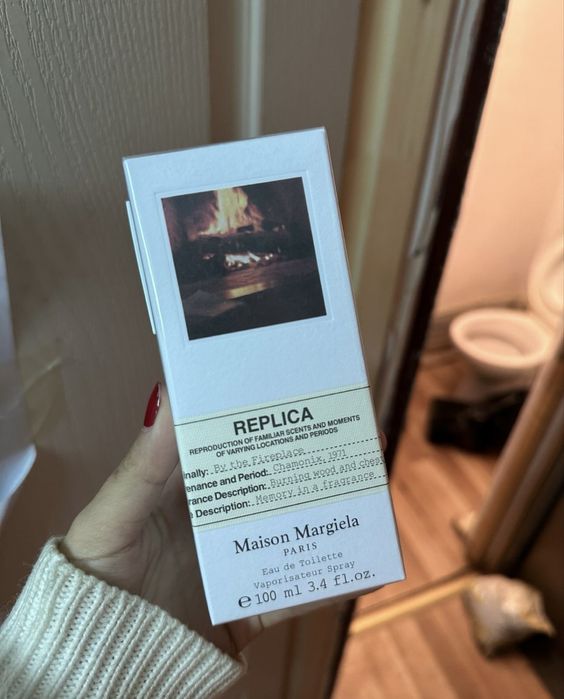 REPLICA
REPRODUCTION OF FAMILIAR SCENTS AND MOMENTS
OF VARYING LOCATIONS AND PERIODS
inally: By the Fireplace
enance and Period: Chamonix, 1971
rance Description: Burning wood and ches
e Description: Memory in a fragrance
Maison Margiela
PARIS
Eau de Toilette
Vaporisateur Spray
℮ 100 ml 3.4 fl.oz.